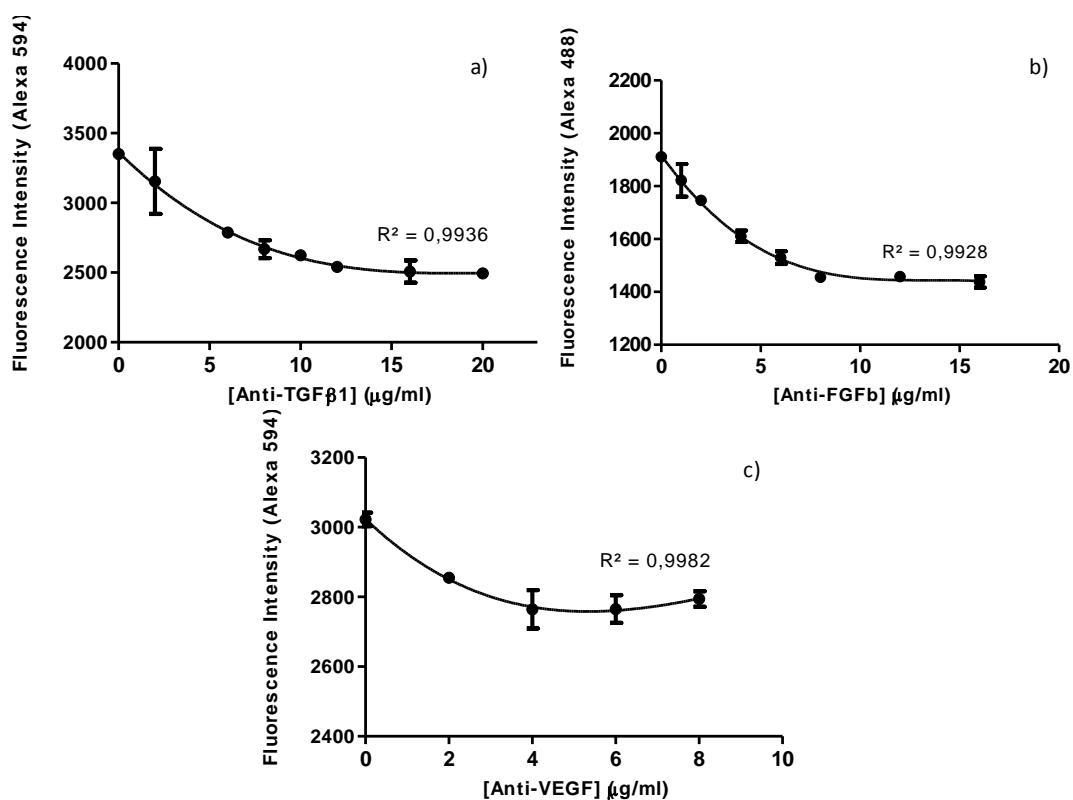 a)
Fluorescence Intensity (Alexa 594)
4000
3500
3000
2500
2000
R² = 0,9936
0 5 10 15 20
[Anti-TGFβ1] (μg/ml)
b)
Fluorescence Intensity (Alexa 488)
2200
2000
1800
1600
1400
1200
R² = 0,9928
0 5 10 15 20
[Anti-FGFb] (μg/ml)
c)
Fluorescence Intensity (Alexa 594)
3200
3000
2800
2600
2400
R² = 0,9982
0 2 4 6 8 10
[Anti-VEGF] (μg/ml)